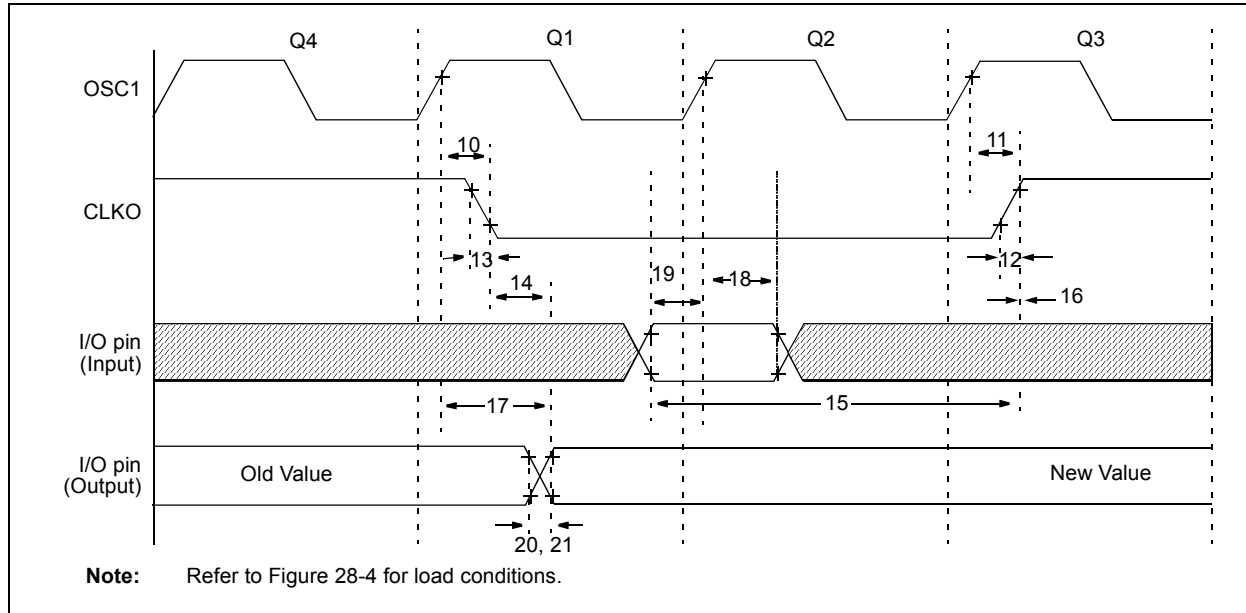 Q4 Q1 Q2 Q3
OSC1
10 11
CLKO
13 12
19 18
14 16
I/O pin
(Input)
17 15
I/O pin
(Output)
Old Value New Value
20, 21
Note: Refer to Figure 28-4 for load conditions.